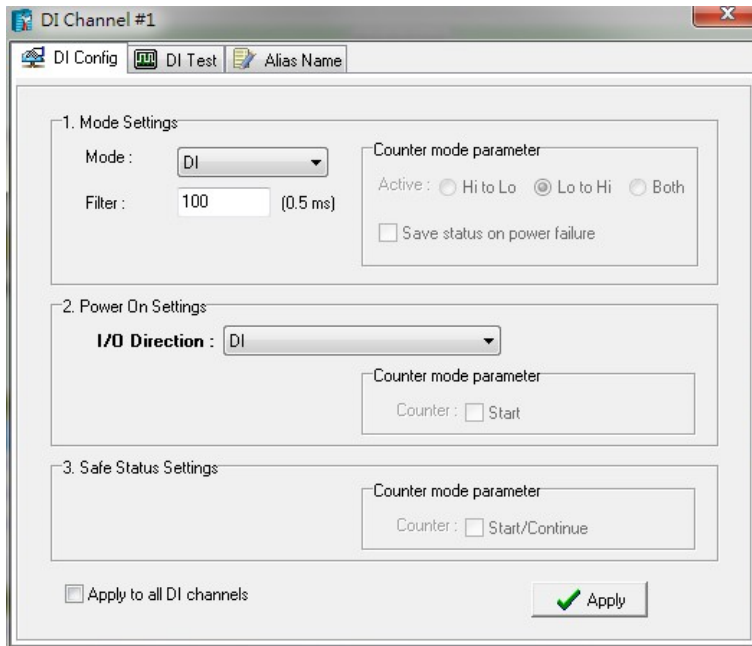 DI Channel #1
DI Config DI Test Alias Name
1. Mode Settings
Mode : DI
Filter : 100 (0.5 ms)
Counter mode parameter
Active : Hi to Lo Lo to Hi Both
Save status on power failure
2. Power On Settings
I/O Direction : DI
Counter mode parameter
Counter : Start
3. Safe Status Settings
Counter mode parameter
Counter : Start/Continue
Apply to all DI channels
Apply